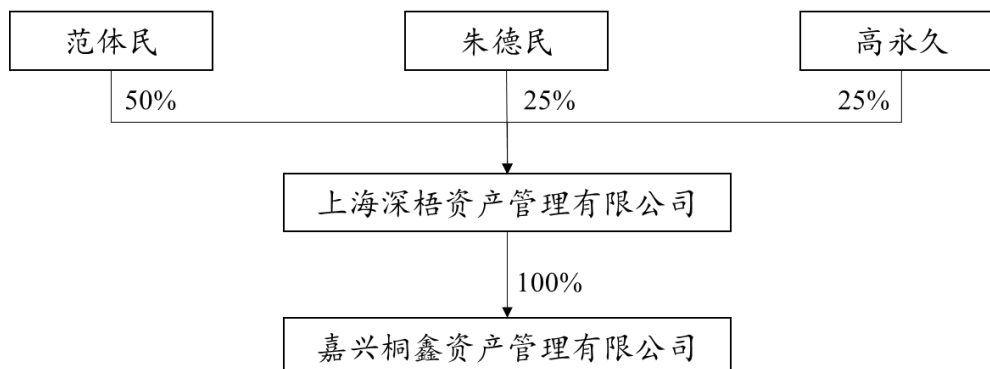 范体民 朱德民 高永久
50% 25% 25%
上海深梧资产管理有限公司
100%
嘉兴桐鑫资产管理有限公司